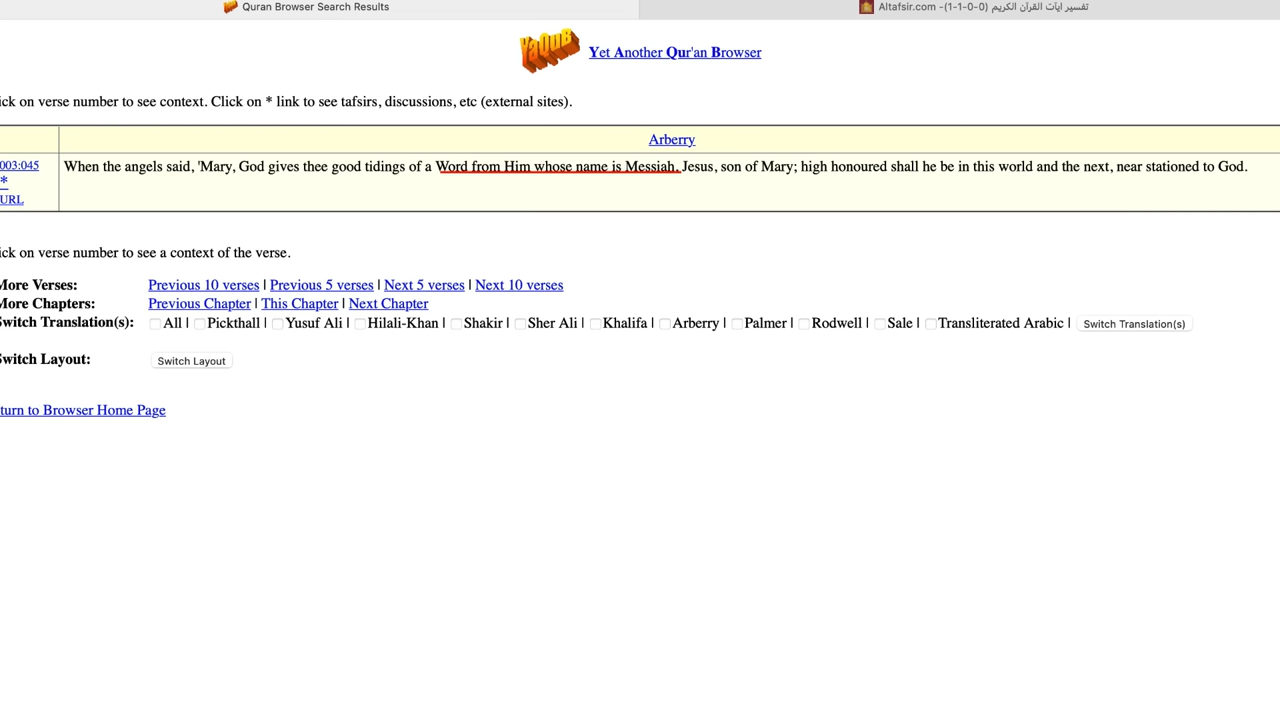 Quran Browser Search Results
Altafsir.com - تفسير ايآت القرآن الكريم (1-1-0-0)
YaQuB Yet Another Qur'an Browser
ick on verse number to see context. Click on * link to see tafsirs, discussions, etc (external sites).
Arberry
003:045 When the angels said, 'Mary, God gives thee good tidings of a Word from Him whose name is Messiah, Jesus, son of Mary; high honoured shall he be in this world and the next, near stationed to God.
*
URL
ick on verse number to see a context of the verse.
More Verses: Previous 10 verses | Previous 5 verses | Next 5 verses | Next 10 verses
More Chapters: Previous Chapter | This Chapter | Next Chapter
Switch Translation(s): All | Pickthall | Yusuf Ali | Hilali-Khan | Shakir | Sher Ali | Khalifa | Arberry | Palmer | Rodwell | Sale | Transliterated Arabic | Switch Translation(s)
Switch Layout: Switch Layout
turn to Browser Home Page